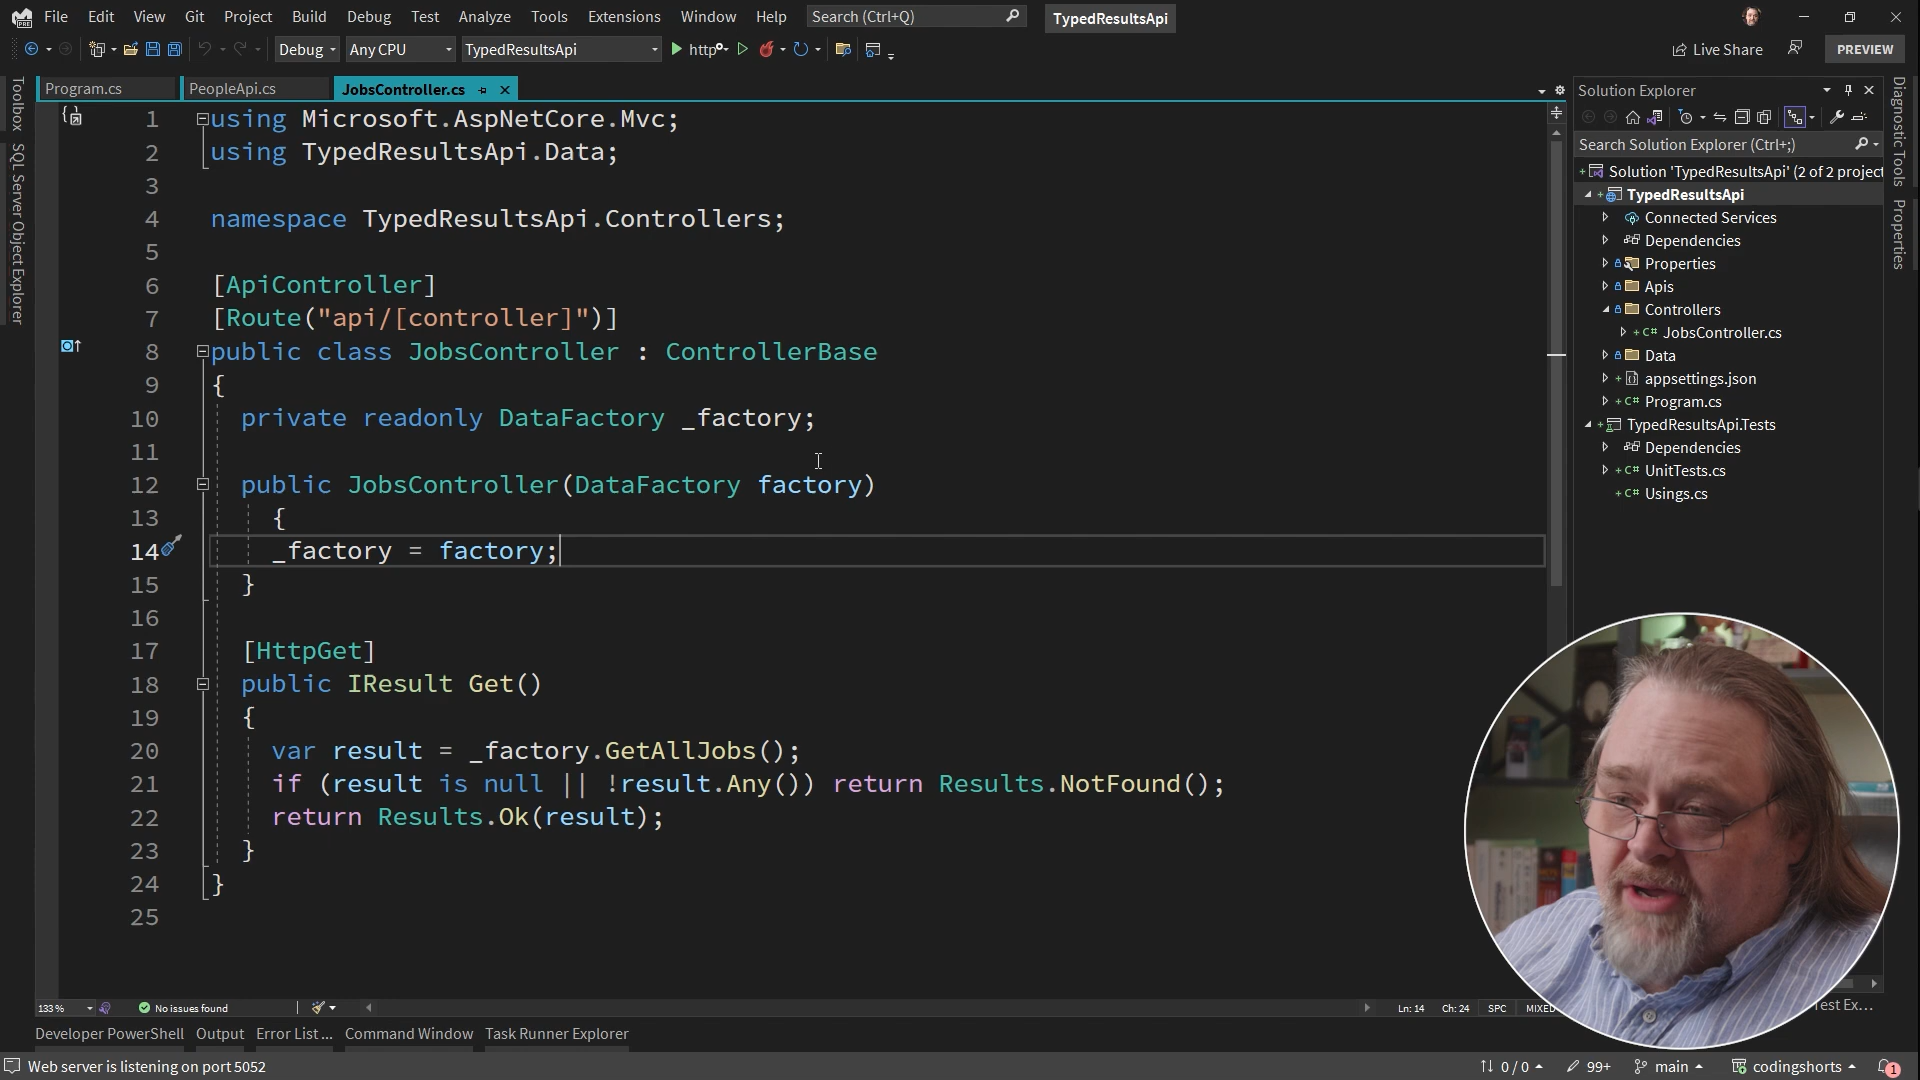 File Edit View Git Project Build Debug Test Analyze Tools Extensions Window Help Search (Ctrl+Q) TypedResultsApi
Debug Any CPU TypedResultsApi http Live Share PREVIEW
Program.cs PeopleApi.cs JobsController.cs
Toolbox
SQL Server Object Explorer
1 using Microsoft.AspNetCore.Mvc;
2 using TypedResultsApi.Data;
3
4 namespace TypedResultsApi.Controllers;
5
6 [ApiController]
7 [Route("api/[controller]")]
8 public class JobsController : ControllerBase
9 {
10 private readonly DataFactory _factory;
11
12 public JobsController(DataFactory factory)
13 {
14 _factory = factory;
15 }
16
17 [HttpGet]
18 public IResult Get()
19 {
20 var result = _factory.GetAllJobs();
21 if (result is null || !result.Any()) return Results.NotFound();
22 return Results.Ok(result);
23 }
24 }
25
Solution Explorer
Search Solution Explorer (Ctrl+;)
Solution 'TypedResultsApi' (2 of 2 project
TypedResultsApi
Connected Services
Dependencies
Properties
Apis
Controllers
JobsController.cs
Data
appsettings.json
Program.cs
TypedResultsApi.Tests
Dependencies
UnitTests.cs
Usings.cs
Diagnostic Tools
Properties
133 % No issues found Ln: 14 Ch: 24 SPC MIXED
Test Ex...
Developer PowerShell Output Error List ... Command Window Task Runner Explorer
Web server is listening on port 5052 0 / 0 99+ main codingshorts 1